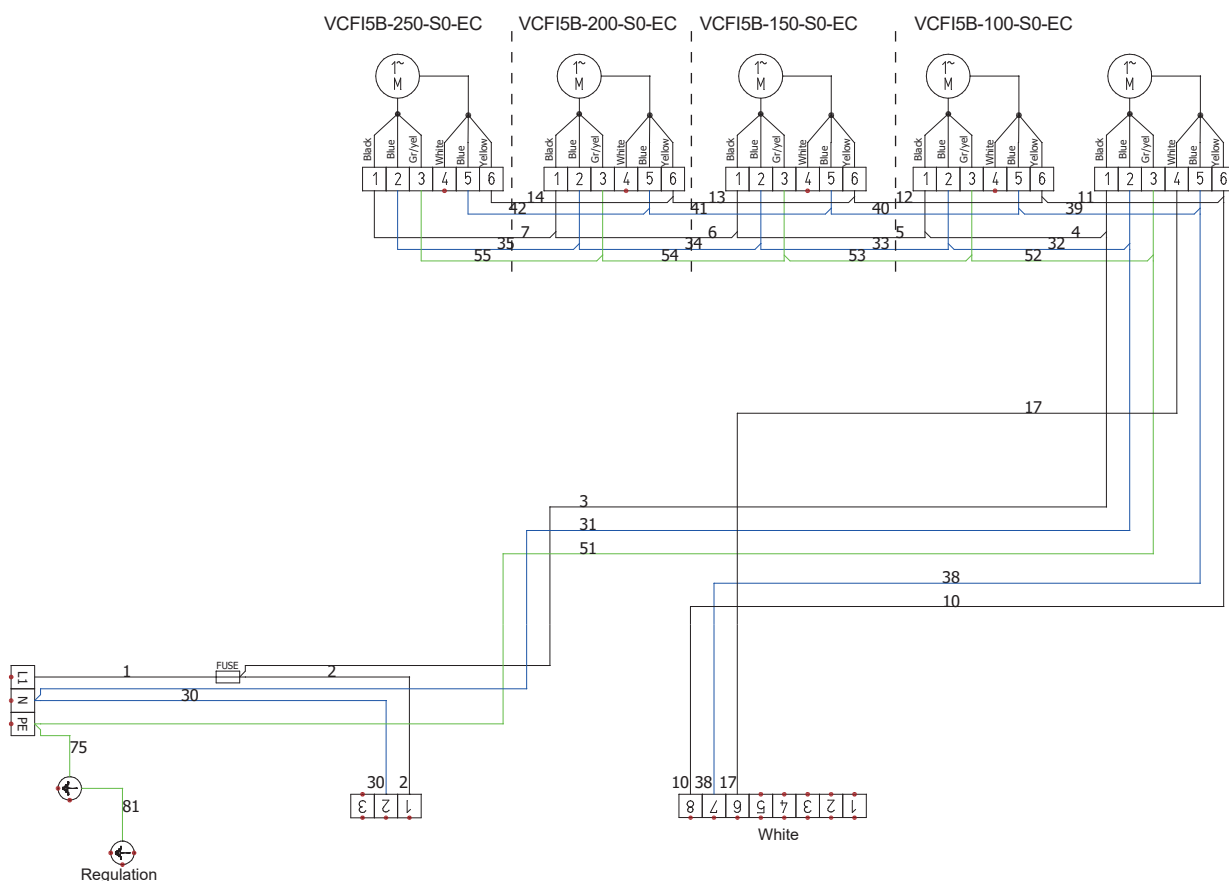 VCFI5B-250-S0-EC VCFI5B-200-S0-EC VCFI5B-150-S0-EC VCFI5B-100-S0-EC
1~ 1~ 1~ 1~ 1~
M M M M M
Black Blue Gr/yel White Blue Yellow Black Blue Gr/yel White Blue Yellow Black Blue Gr/yel White Blue Yellow Black Blue Gr/yel White Blue Yellow Black Blue Gr/yel White Blue Yellow
1 2 3 4 5 6 1 2 3 4 5 6 1 2 3 4 5 6 1 2 3 4 5 6 1 2 3 4 5 6
14 13 12 11
42 41 40 39
7 6 5 4
35 34 33 32
55 54 53 52
17
3
31
51
38
10
FUSE
L1 1 2
N 30
PE
75
30 2 10 38 17
81
3 2 1 8 7 6 5 4 3 2 1
White
Regulation